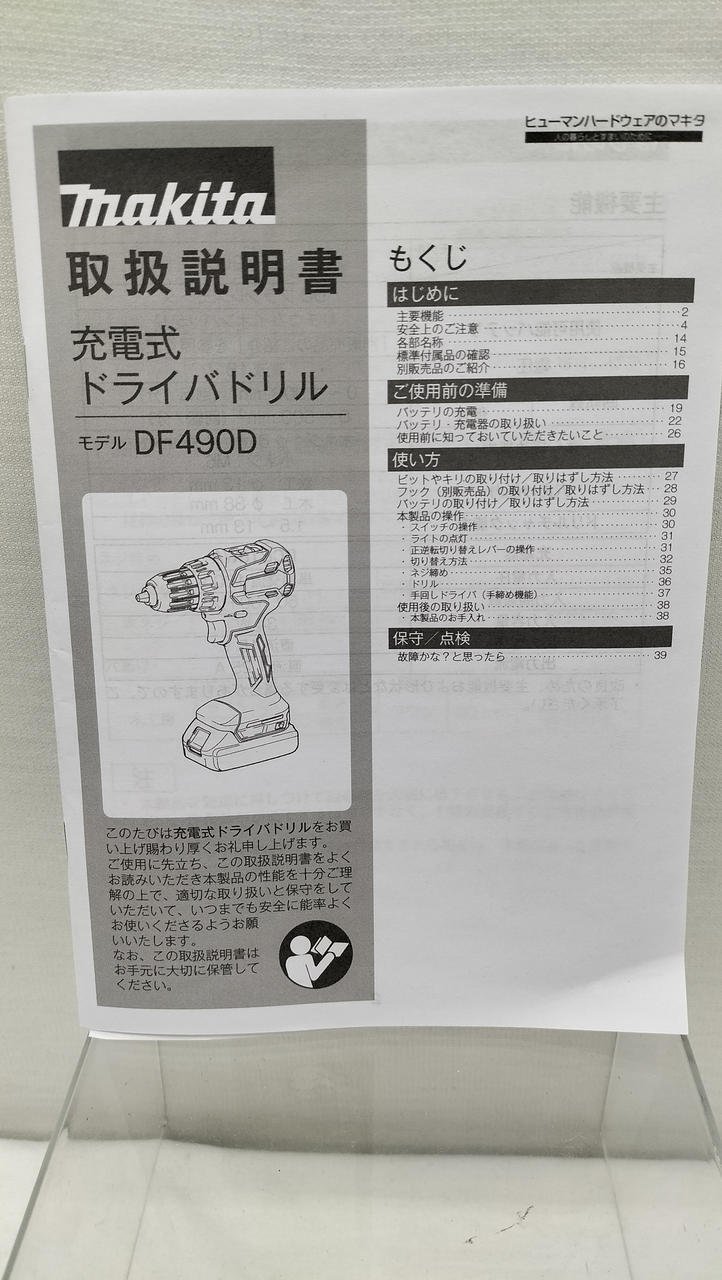 makita
取扱説明書
充電式
ドライバドリル
モデル DF490D
このたびは充電式ドライバドリルをお買
い上げ賜わり厚くお礼申し上げます。
ご使用に先立ち、この取扱説明書をよく
お読みいただき本製品の性能を十分ご理
解の上で、適切な取り扱いと保守をして
いただいて、いつまでも安全に能率よく
お使いくださるようお願
いいたします。
なお、この取扱説明書は
お手元に大切に保管して
ください。
ヒューマンハードウェアのマキタ
人の暮らしとすまいのために
もくじ
はじめに
主要機能 2
安全上のご注意 4
各部名称 14
標準付属品の確認 15
別販売品のご紹介 16
ご使用前の準備
バッテリの充電 19
バッテリ・充電器の取り扱い 22
使用前に知っておいていただきたいこと 26
使い方
ビットやキリの取り付け／取りはずし方法 27
フック（別販売品）の取り付け／取りはずし方法 28
バッテリの取り付け／取りはずし方法 29
本製品の操作 30
・スイッチの操作 30
・ライトの点灯 31
・正逆転切り替えレバーの操作 31
・切り替え方法 32
・ネジ締め 35
・ドリル 36
・手回しドライバ（手締め機能） 37
使用後の取り扱い 38
・本製品のお手入れ 38
保守／点検
故障かな？と思ったら 39